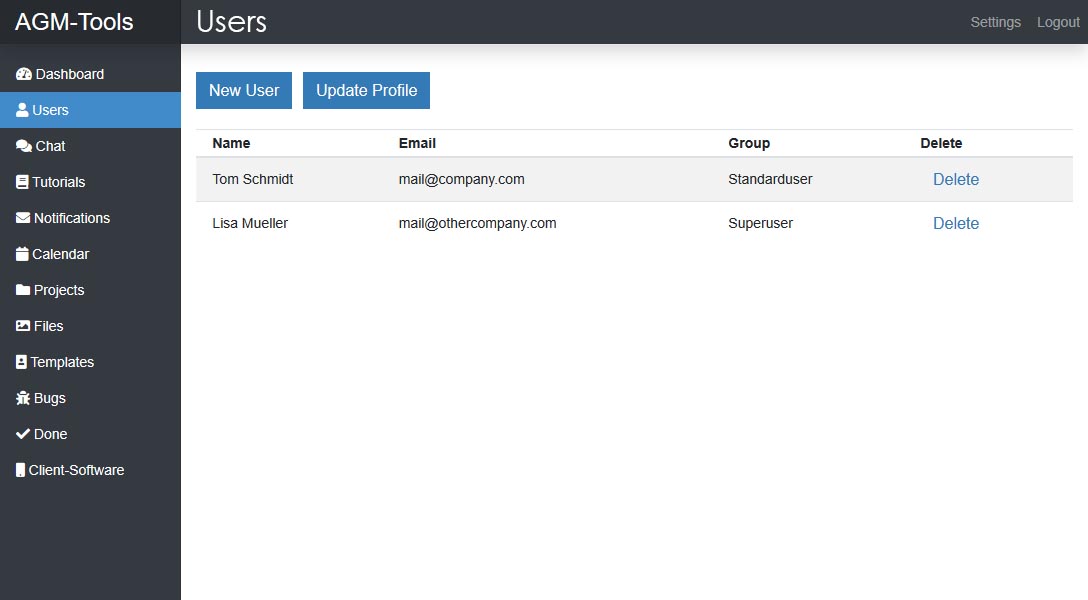 AGM-Tools
Users
Settings Logout
Dashboard
Users
Chat
Tutorials
Notifications
Calendar
Projects
Files
Templates
Bugs
Done
Client-Software
New User Update Profile
Name Email Group Delete
Tom Schmidt mail@company.com Standarduser Delete
Lisa Mueller mail@othercompany.com Superuser Delete